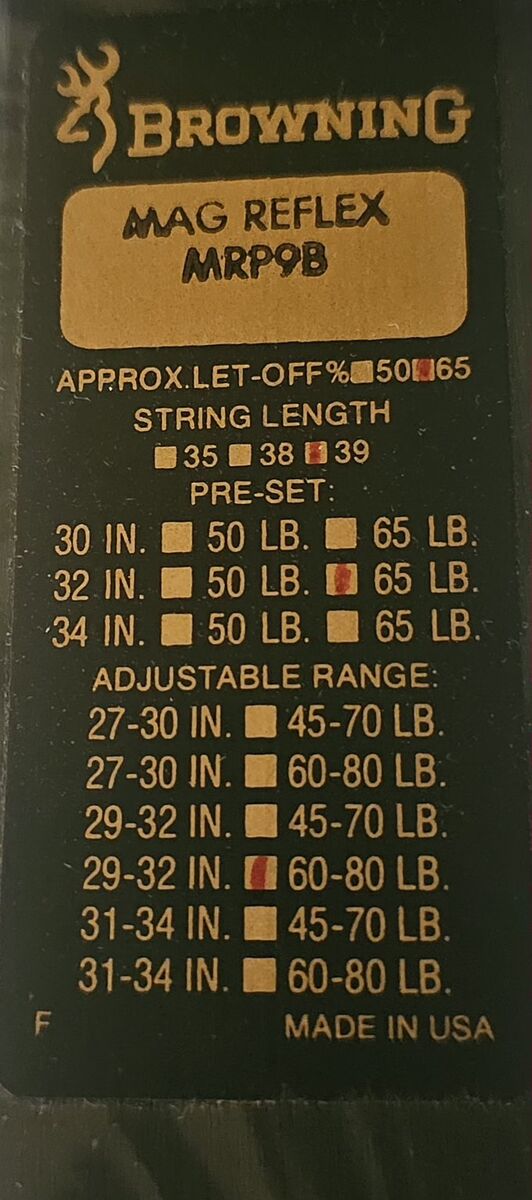 BROWNING
MAG REFLEX
MRP9B
APPROX.LET-OFF% 50 65
STRING LENGTH
35 38 39
PRE-SET:
30 IN. 50 LB. 65 LB.
32 IN. 50 LB. 65 LB.
34 IN. 50 LB. 65 LB.
ADJUSTABLE RANGE:
27-30 IN. 45-70 LB.
27-30 IN. 60-80 LB.
29-32 IN. 45-70 LB.
29-32 IN. 60-80 LB.
31-34 IN. 45-70 LB.
31-34 IN. 60-80 LB.
F MADE IN USA